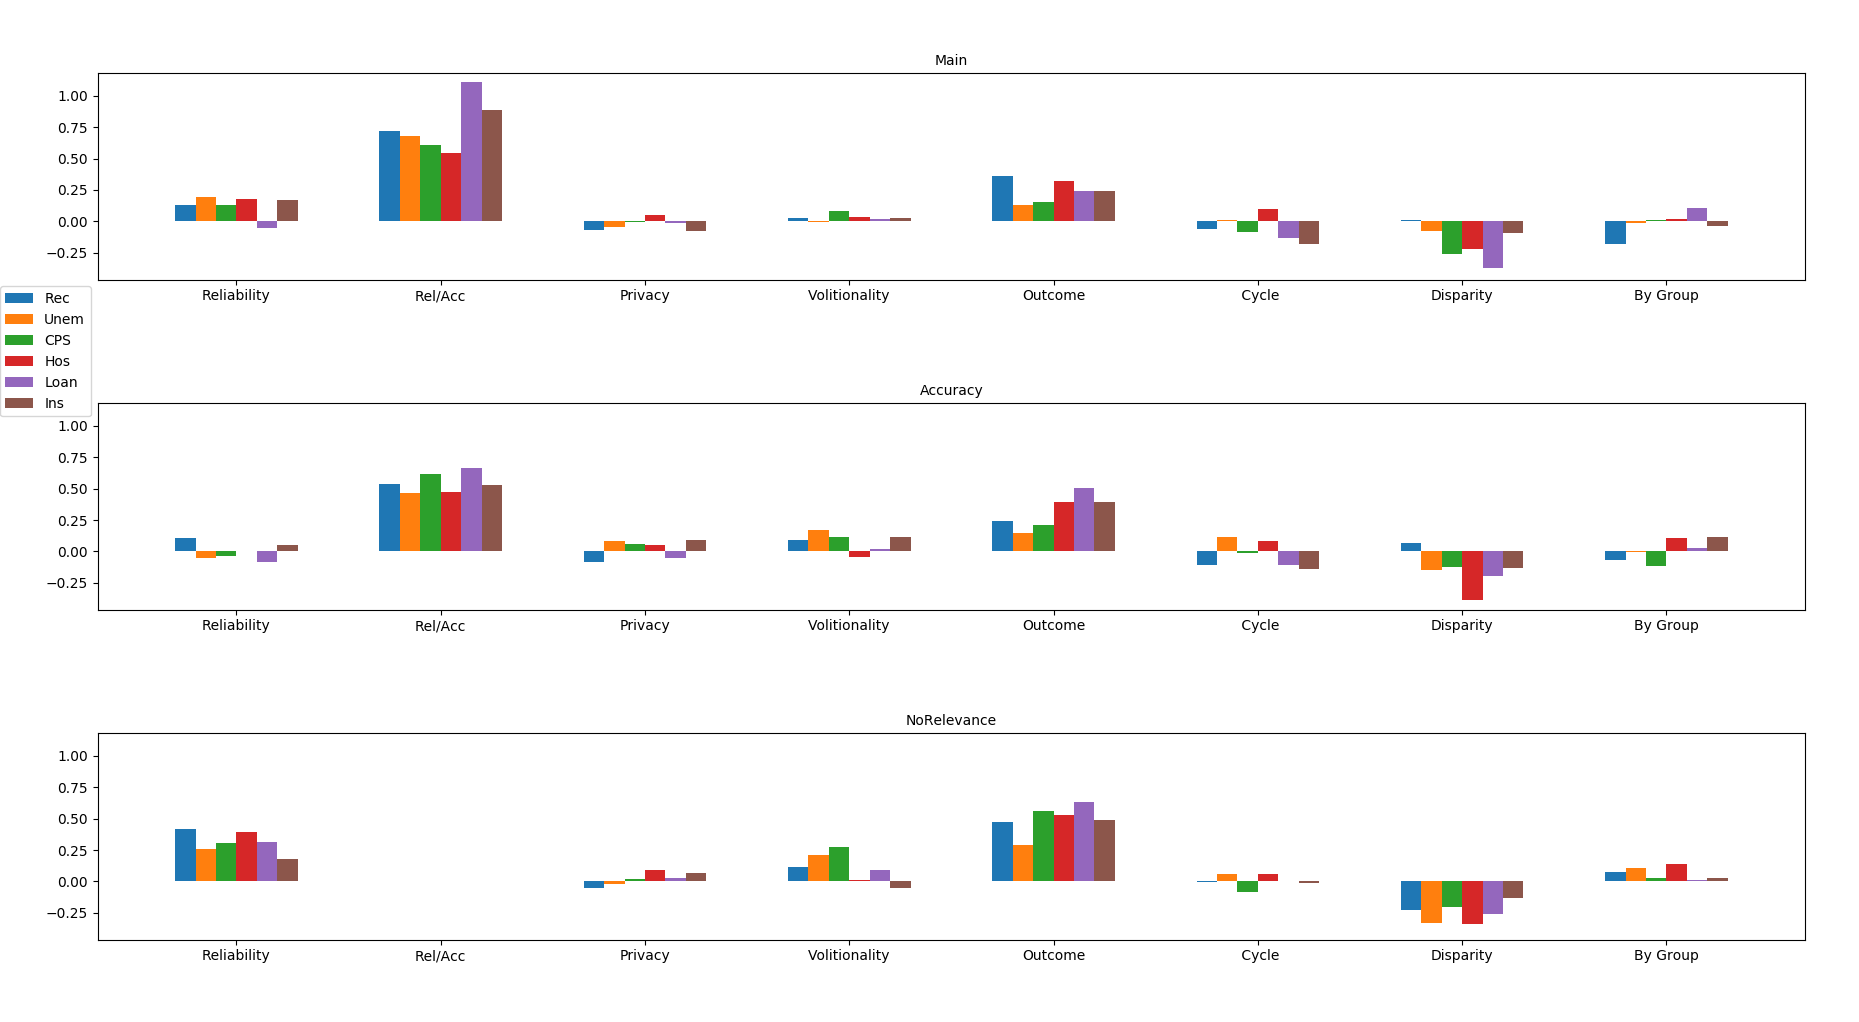 Main
1.00
0.75
0.50
0.25
0.00
−0.25
Reliability Rel/Acc Privacy Volitionality Outcome Cycle Disparity By Group
Rec
Unem
CPS
Hos
Loan
Ins
Accuracy
1.00
0.75
0.50
0.25
0.00
−0.25
Reliability Rel/Acc Privacy Volitionality Outcome Cycle Disparity By Group
NoRelevance
1.00
0.75
0.50
0.25
0.00
−0.25
Reliability Rel/Acc Privacy Volitionality Outcome Cycle Disparity By Group